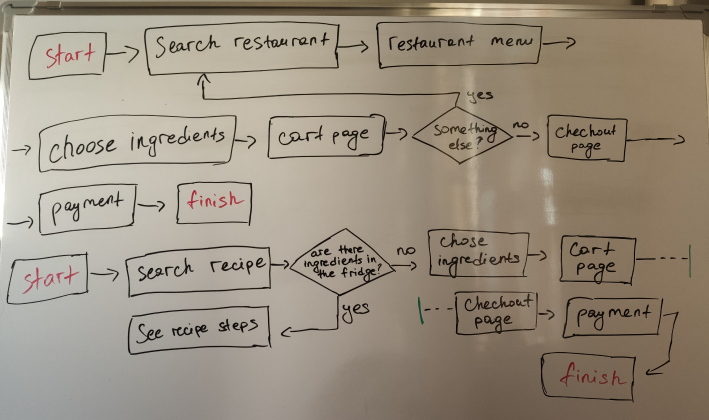 Start
Search restaurant
restaurant menu
yes
choose ingredients
cart page
something
else?
no
Chechout
page
payment
finish
Start
Search recipe
are there
ingredients in
the fridge?
no
chose
ingredients
Cart
page
yes
See recipe steps
Chechout
page
payment
finish